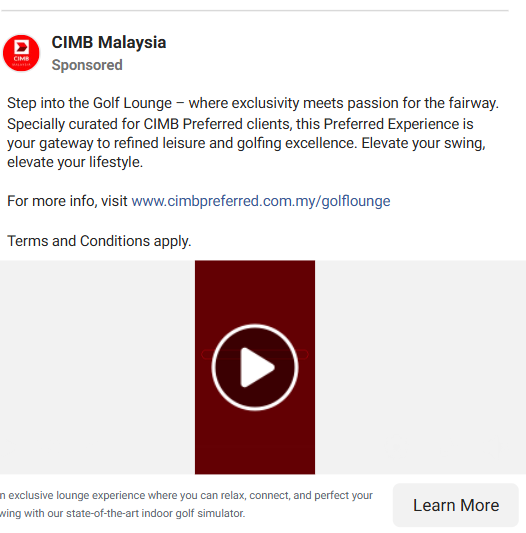 CIMB Malaysia
Sponsored
CIMB
MALAYSIA
Step into the Golf Lounge – where exclusivity meets passion for the fairway.
Specially curated for CIMB Preferred clients, this Preferred Experience is
your gateway to refined leisure and golfing excellence. Elevate your swing,
elevate your lifestyle.
For more info, visit www.cimbpreferred.com.my/golflounge
Terms and Conditions apply.
n exclusive lounge experience where you can relax, connect, and perfect your
wing with our state-of-the-art indoor golf simulator.
Learn More